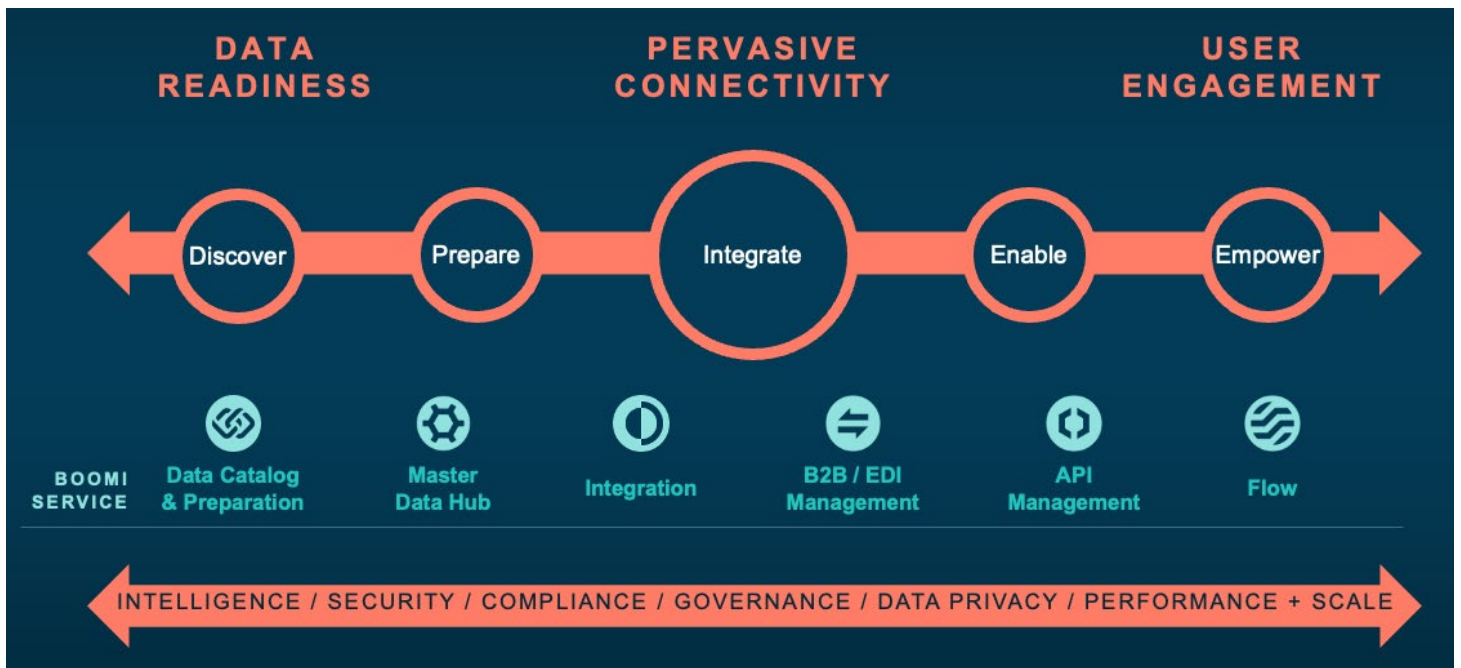 DATA
READINESS
PERVASIVE
CONNECTIVITY
USER
ENGAGEMENT
Discover
Prepare
Integrate
Enable
Empower
BOOMI
SERVICE
Data Catalog
& Preparation
Master
Data Hub
Integration
B2B / EDI
Management
API
Management
Flow
INTELLIGENCE / SECURITY / COMPLIANCE / GOVERNANCE / DATA PRIVACY / PERFORMANCE + SCALE